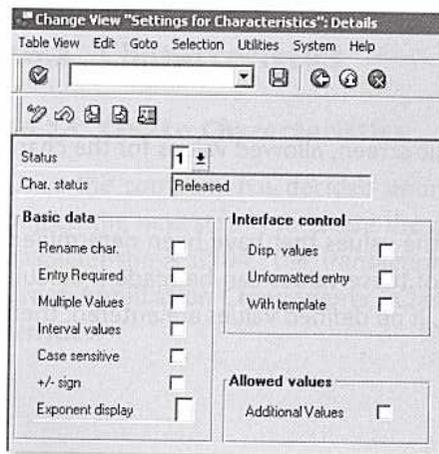 Change View "Settings for Characteristics": Details
Table View Edit Goto Selection Utilities System Help
Status 1
Char. status Released
Basic data
Rename char.
Entry Required
Multiple Values
Interval values
Case sensitive
+/- sign
Exponent display
Interface control
Disp. values
Unformatted entry
With template
Allowed values
Additional Values